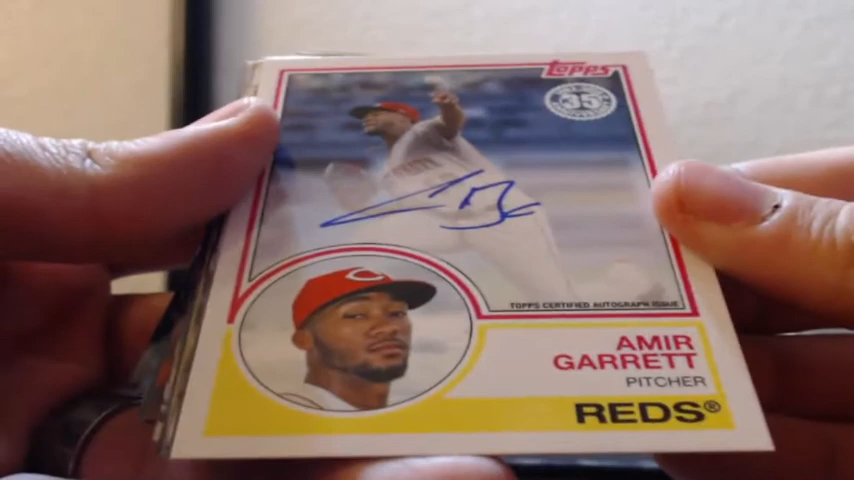 Topps
35
TOPPS CERTIFIED AUTOGRAPH ISSUE
AMIR
GARRETT
PITCHER
REDS®